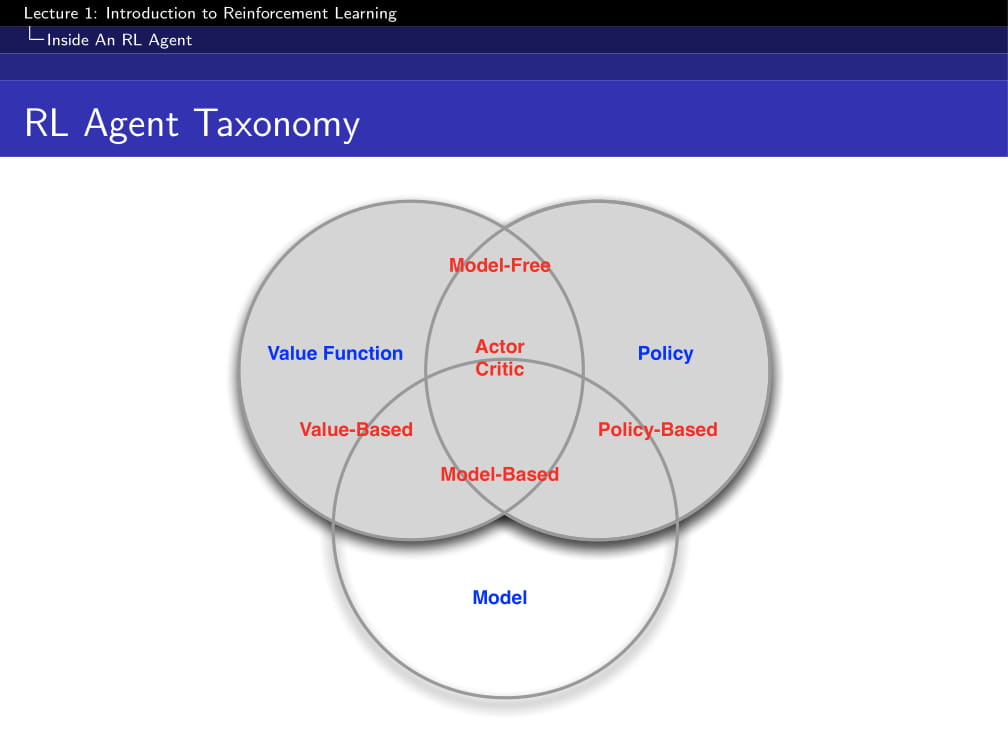 Lecture 1: Introduction to Reinforcement Learning
Inside An RL Agent
RL Agent Taxonomy
Model-Free
Value Function
Actor
Critic
Policy
Value-Based
Policy-Based
Model-Based
Model